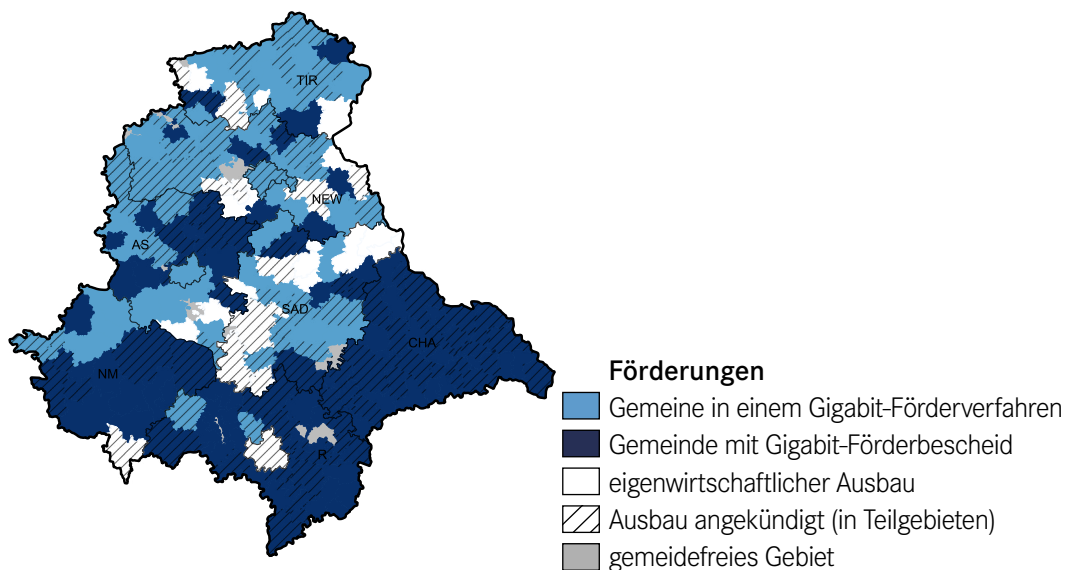 TIR
NEW
AS
SAD
CHA
NM
R
Förderungen
Gemeine in einem Gigabit-Förderverfahren
Gemeinde mit Gigabit-Förderbescheid
eigenwirtschaftlicher Ausbau
Ausbau angekündigt (in Teilgebieten)
gemeidefreies Gebiet